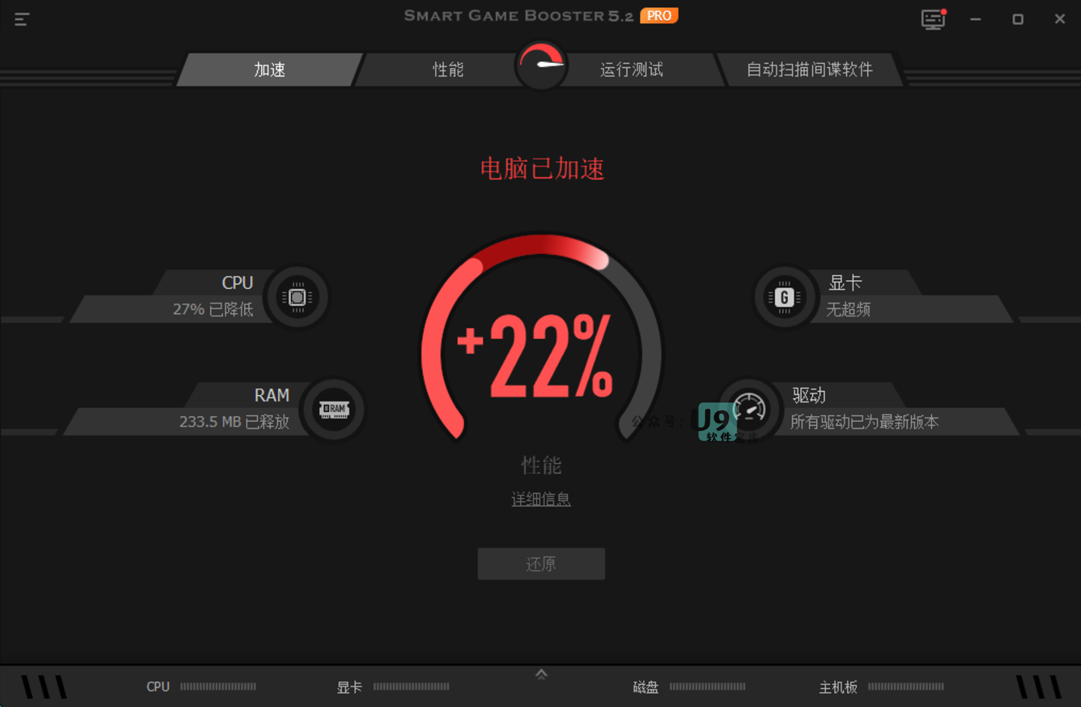 SMART GAME BOOSTER 5.2 PRO
加速
性能
运行测试
自动扫描间谍软件
电脑已加速
CPU
27% 已降低
显卡
G
无超频
+22%
RAM
233.5 MB 已释放
RAM
驱动
所有驱动已为最新版本
公众号：U9
软件
性能
详细信息
还原
CPU
显卡
磁盘
主机板